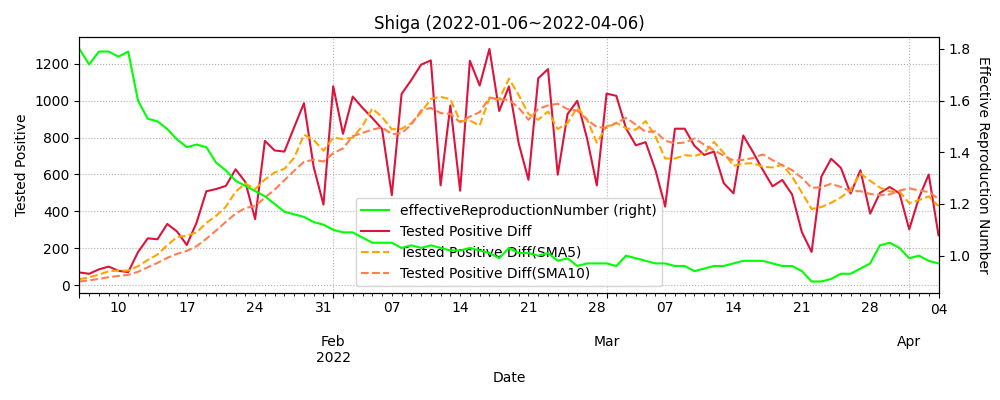 Shiga (2022-01-06~2022-04-06)
Tested Positive
1200
1000
800
600
400
200
0
1.8
1.6
1.4
1.2
1.0
Effective Reproduction Number
effectiveReproductionNumber (right)
Tested Positive Diff
Tested Positive Diff(SMA5)
Tested Positive Diff(SMA10)
10 17 24 31 07 14 21 28 07 14 21 28 04
Feb Mar Apr
2022
Date